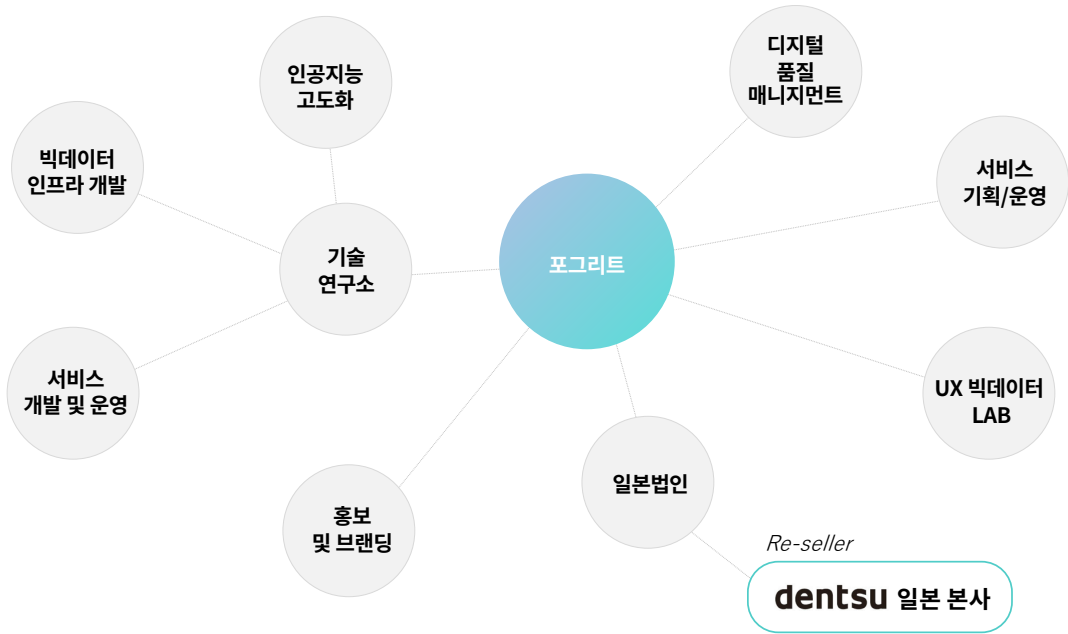 인공지능
고도화
디지털
품질
매니지먼트
빅데이터
인프라 개발
서비스
기획/운영
기술
연구소
포그리트
서비스
개발 및 운영
UX 빅데이터
LAB
홍보
및 브랜딩
일본법인
Re-seller
dentsu 일본 본사